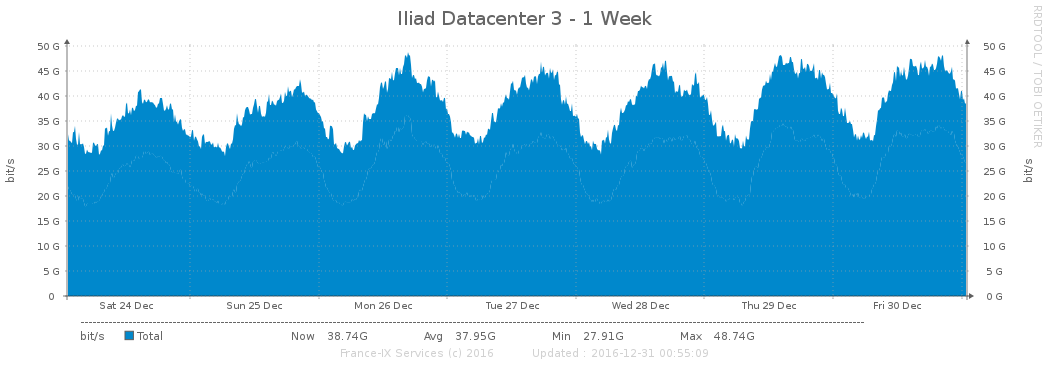 Iliad Datacenter 3 - 1 Week
RRDTOOL / TOBI OETIKER
bit/s
50 G 50 G
45 G 45 G
40 G 40 G
35 G 35 G
30 G 30 G
25 G 25 G
20 G 20 G
15 G 15 G
10 G 10 G
5 G 5 G
0 0 G
bit/s
Sat 24 Dec Sun 25 Dec Mon 26 Dec Tue 27 Dec Wed 28 Dec Thu 29 Dec Fri 30 Dec
bit/s Total Now 38.74G Avg 37.95G Min 27.91G Max 48.74G
France-IX Services (c) 2016 Updated : 2016-12-31 00:55:09